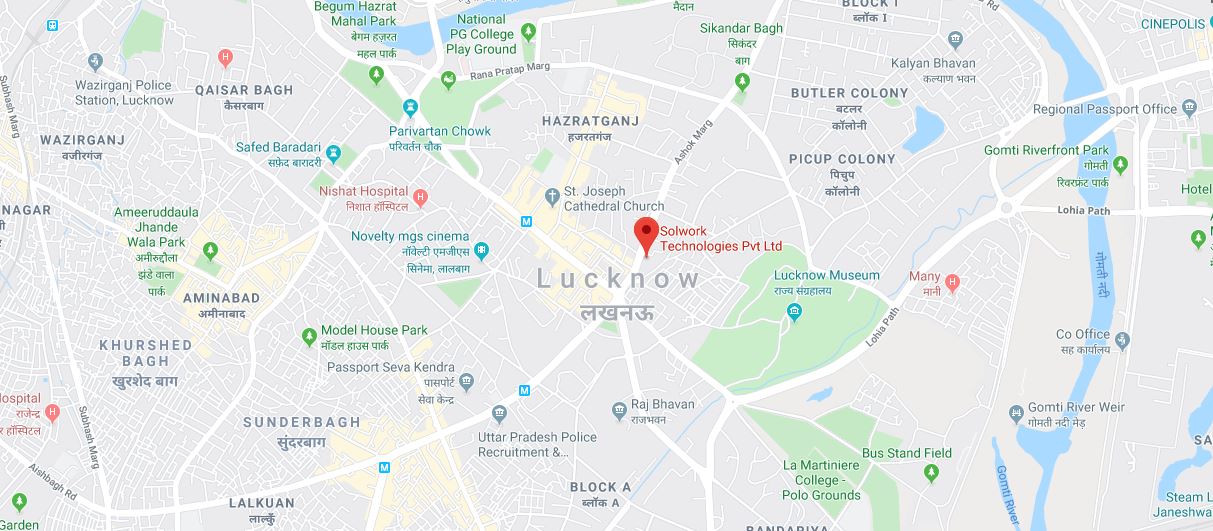 Begum Hazrat
Mahal Park
बेगम हज़रत
महल पार्क
National
PG College
Play Ground
मैदान
Sikandar Bagh
सिकंदर
बाग
BLOCK I
ब्लॉक I
CINEPOLIS
Kalyan Bhavan
कल्याण भवन
Wazirganj Police
Station, Lucknow
QAISAR BAGH
कैसरबाग
Rana Pratap Marg
BUTLER COLONY
बटलर
कॉलोनी
Regional Passport Office
Subhash Marg
WAZIRGANJ
वजीरगंज
Parivartan Chowk
परिवर्तन चौक
HAZRATGANJ
हजरतगंज
Ashok Marg
Safed Baradari
सफ़ेद बारादरी
PICUP COLONY
पिचुप
कॉलोनी
Gomti Riverfront Park
गोमती
रिवरफ्रंट पार्क
Nishat Hospital
निशात हॉस्पिटल
St. Joseph
Cathedral Church
Hotel
NAGAR
Ameeruddaula
Jhande
Wala Park
अमीरुद्दौला
झंडे वाला
पार्क
Lohia Path
Novelty mgs cinema
नॉवेल्टी एमजीएस
सिनेमा, लालबाग
Solwork
Technologies Pvt Ltd
Lucknow
लखनऊ
Lucknow Museum
राज्य संग्रहालय
Many
मानी
गोमती नदी
AMINABAD
अमीनाबाद
Model House Park
मॉडल हाउस पार्क
Lohia Path
Co Office
सह कार्यालय
KHURSHED
BAGH
खुरशेद बाग
Passport Seva Kendra
पासपोर्ट
सेवा केन्द्र
Hospital
राजेन्द्र
हॉस्पिटल
Subhash Marg
SUNDERBAGH
सुंदरबाग
Uttar Pradesh Police
Recruitment &...
Raj Bhavan
राजभवन
Gomti River Weir
गोमती नदी मेड़
Bus Stand Field
La Martiniere
College -
Polo Grounds
Gomti River
Aishbagh Rd
LALKUAN
लालकुँ
BLOCK A
ब्लॉक A
Garden
Steam L
Janeshwa